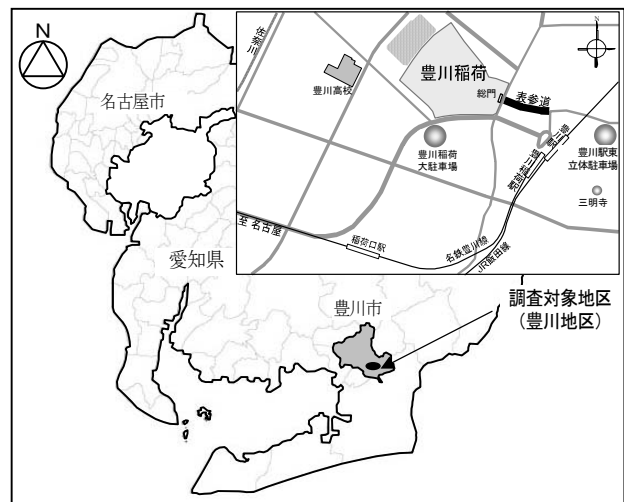 N
名古屋市
愛知県
豊川市
調査対象地区
(豊川地区)
佐奈川
豊川高校
豊川稲荷
総門
表参道
N
豊川稲荷
大駐車場
豊川駅
豊川稲荷駅
豊川駅東
立体駐車場
三明寺
至 名古屋
稲荷口駅
名鉄豊川線
JR飯田線